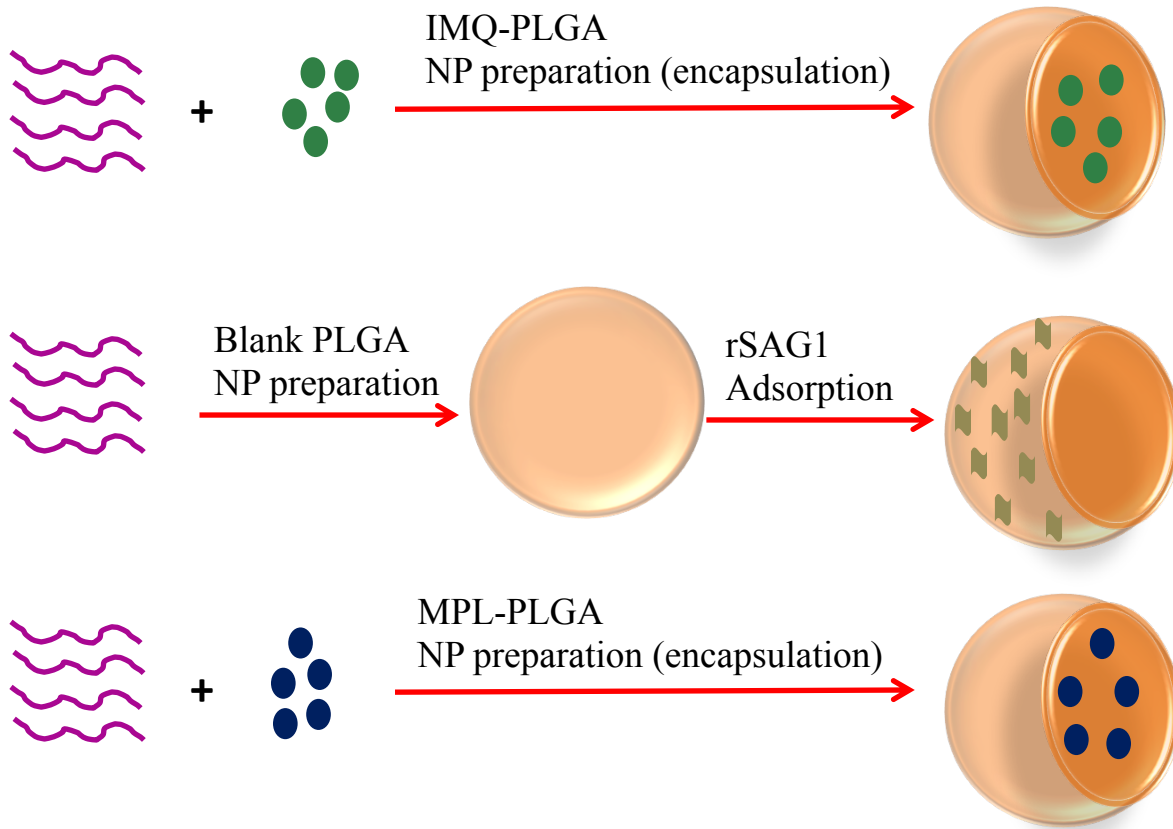 IMQ-PLGA
NP preparation (encapsulation)
+
Blank PLGA
NP preparation
rSAG1
Adsorption
MPL-PLGA
NP preparation (encapsulation)
+